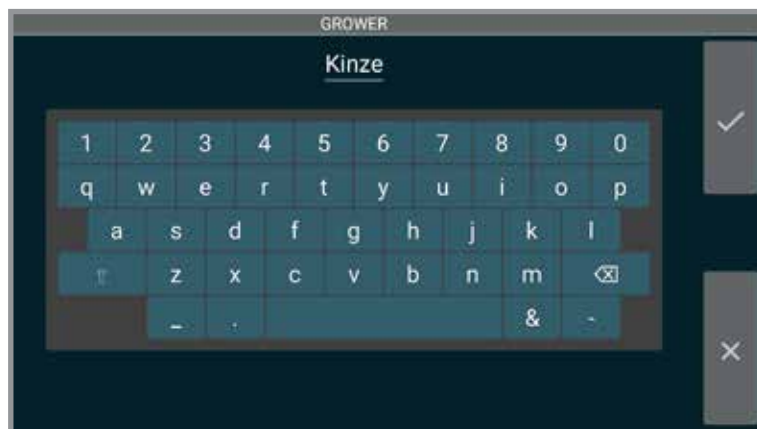 GROWER
Kinze
1 2 3 4 5 6 7 8 9 0
q w e r t y u i o p
a s d f g h j k l
z x c v b n m
_ . & -